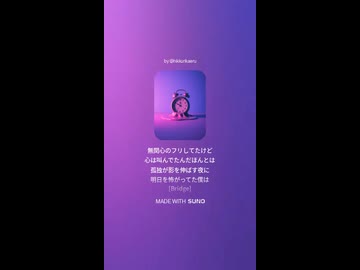 無関心のフリしてたけど
心は叫んでたんだほんとは
孤独が影を伸ばす夜に
明日を怖がってた僕は
[Bridge]
MADE WITH SUNO